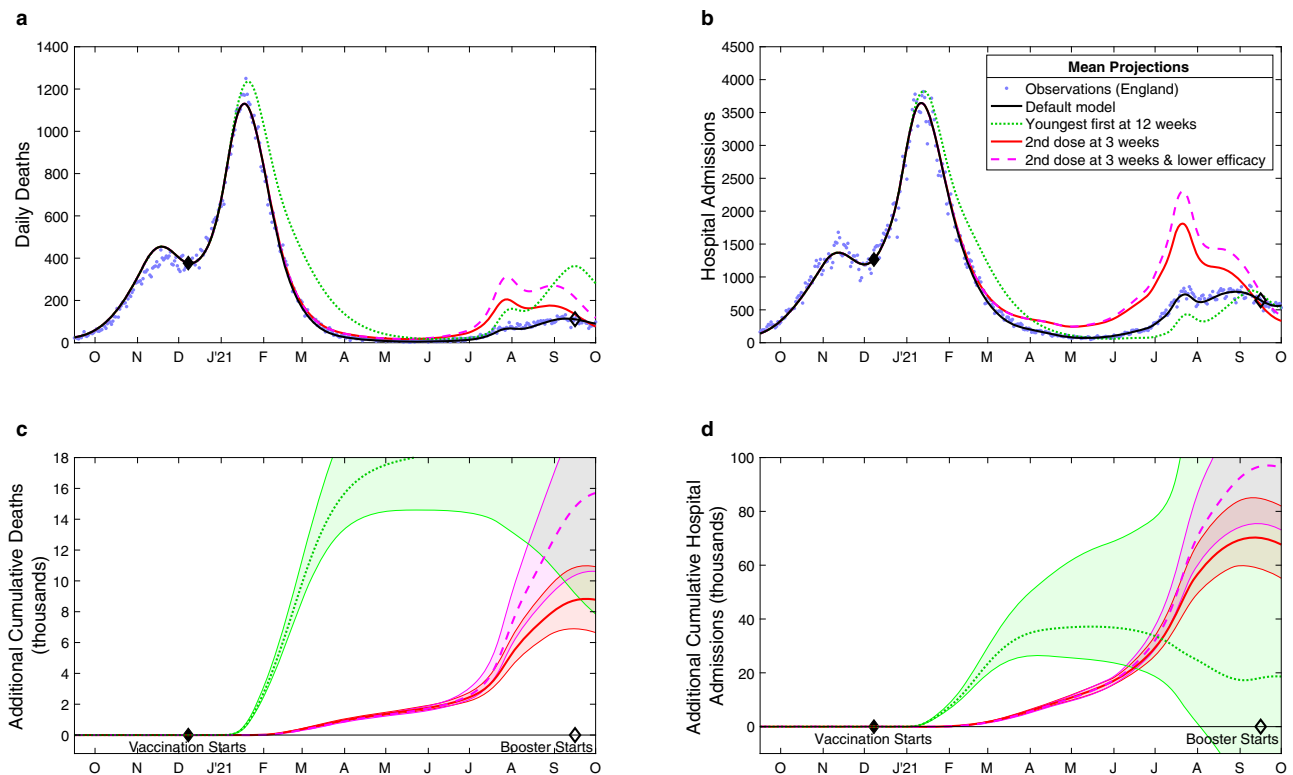 a
1400
1200
1000
800
600
400
200
0
Daily Deaths
O N D J'21 F M A M J J A S O
b
4500
4000
3500
3000
2500
2000
1500
1000
500
0
Hospital Admissions
Mean Projections
Observations (England)
Default model
Youngest first at 12 weeks
2nd dose at 3 weeks
2nd dose at 3 weeks & lower efficacy
O N D J'21 F M A M J J A S O
c
18
16
14
12
10
8
6
4
2
0
Additional Cumulative Deaths
(thousands)
Vaccination Starts
Booster Starts
O N D J'21 F M A M J J A S O
d
100
80
60
40
20
0
Additional Cumulative Hospital
Admissions (thousands)
Vaccination Starts
Booster Starts
O N D J'21 F M A M J J A S O